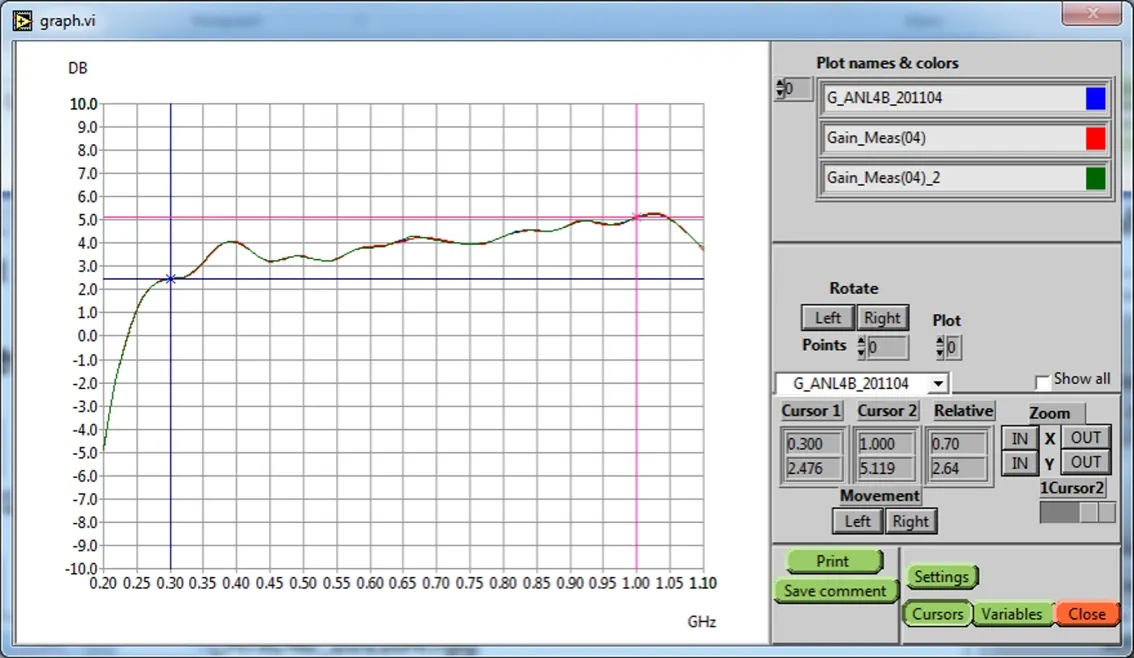 graph.vi
DB
10.0
9.0
8.0
7.0
6.0
5.0
4.0
3.0
2.0
1.0
0.0
-1.0
-2.0
-3.0
-4.0
-5.0
-6.0
-7.0
-8.0
-9.0
-10.0
0.20 0.25 0.30 0.35 0.40 0.45 0.50 0.55 0.60 0.65 0.70 0.75 0.80 0.85 0.90 0.95 1.00 1.05 1.10
GHz
Plot names & colors
0
G_ANL4B_201104
Gain_Meas(04)
Gain_Meas(04)_2
Rotate
Left Right
Plot
Points 0 0
G_ANL4B_201104
Show all
Cursor 1 Cursor 2 Relative
0.300 1.000 0.70
2.476 5.119 2.64
Zoom
IN X OUT
IN Y OUT
1Cursor2
Movement
Left Right
Print
Save comment
Settings
Cursors Variables Close